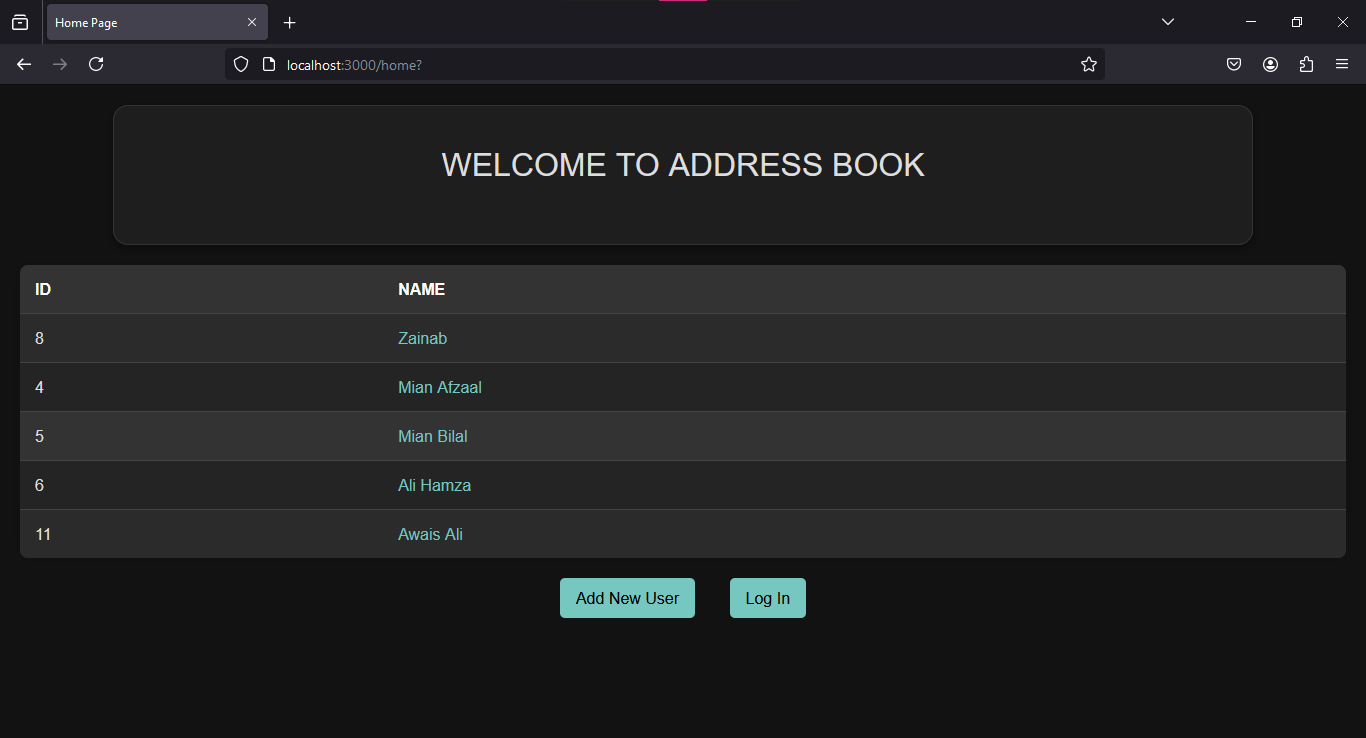 Home Page
localhost:3000/home?
WELCOME TO ADDRESS BOOK
ID NAME
8 Zainab
4 Mian Afzaal
5 Mian Bilal
6 Ali Hamza
11 Awais Ali
Add New User Log In